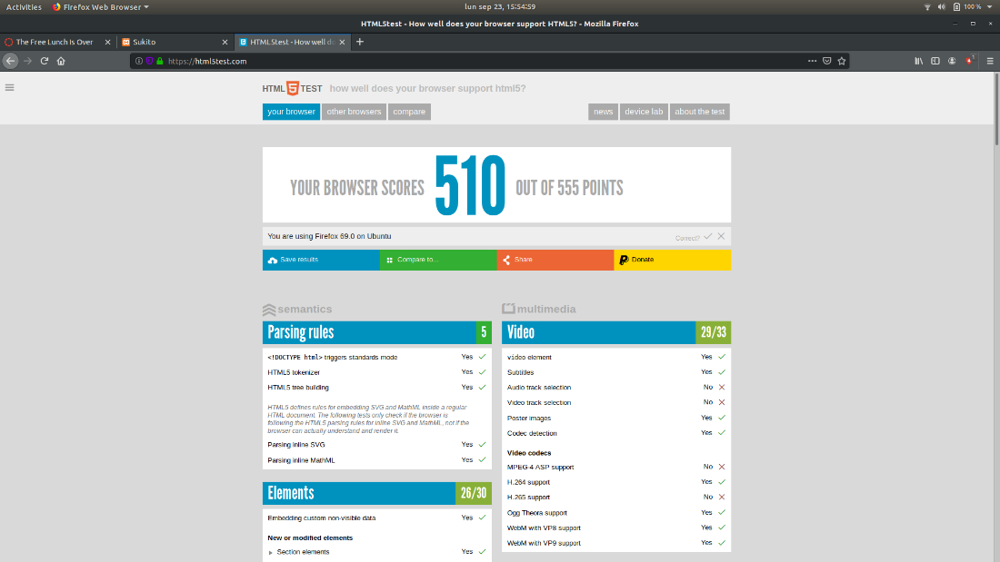 Activities Firefox Web Browser lun sep 23, 15:54:59 100 %
HTML5test - How well does your browser support HTML5? - Mozilla Firefox
The Free Lunch Is Over Sukito HTML5test - How well do
https://html5test.com
HTML 5 TEST how well does your browser support html5?
your browser other browsers compare news device lab about the test
YOUR BROWSER SCORES 510 OUT OF 555 POINTS
You are using Firefox 69.0 on Ubuntu Correct?
Save results Compare to... Share Donate
semantics
Parsing rules 5
<!DOCTYPE html> triggers standards mode Yes
HTML5 tokenizer Yes
HTML5 tree building Yes
HTML5 defines rules for embedding SVG and MathML inside a regular
HTML document. The following tests only check if the browser is
following the HTML5 parsing rules for inline SVG and MathML, not if the
browser can actually understand and render it.
Parsing inline SVG Yes
Parsing inline MathML Yes
Elements 26/30
Embedding custom non-visible data Yes
New or modified elements
Section elements Yes
multimedia
Video 29/33
video element Yes
Subtitles Yes
Audio track selection No
Video track selection No
Poster images Yes
Codec detection Yes
Video codecs
MPEG-4 ASP support No
H.264 support Yes
H.265 support No
Ogg Theora support Yes
WebM with VP8 support Yes
WebM with VP9 support Yes